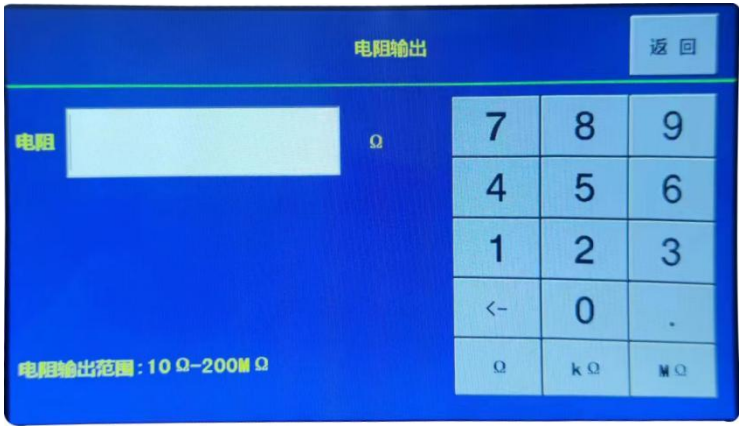 电阻输出
返回
电阻
Ω
7 8 9
4 5 6
1 2 3
<- 0 .
Ω kΩ MΩ
电阻输出范围:10Ω-200MΩ